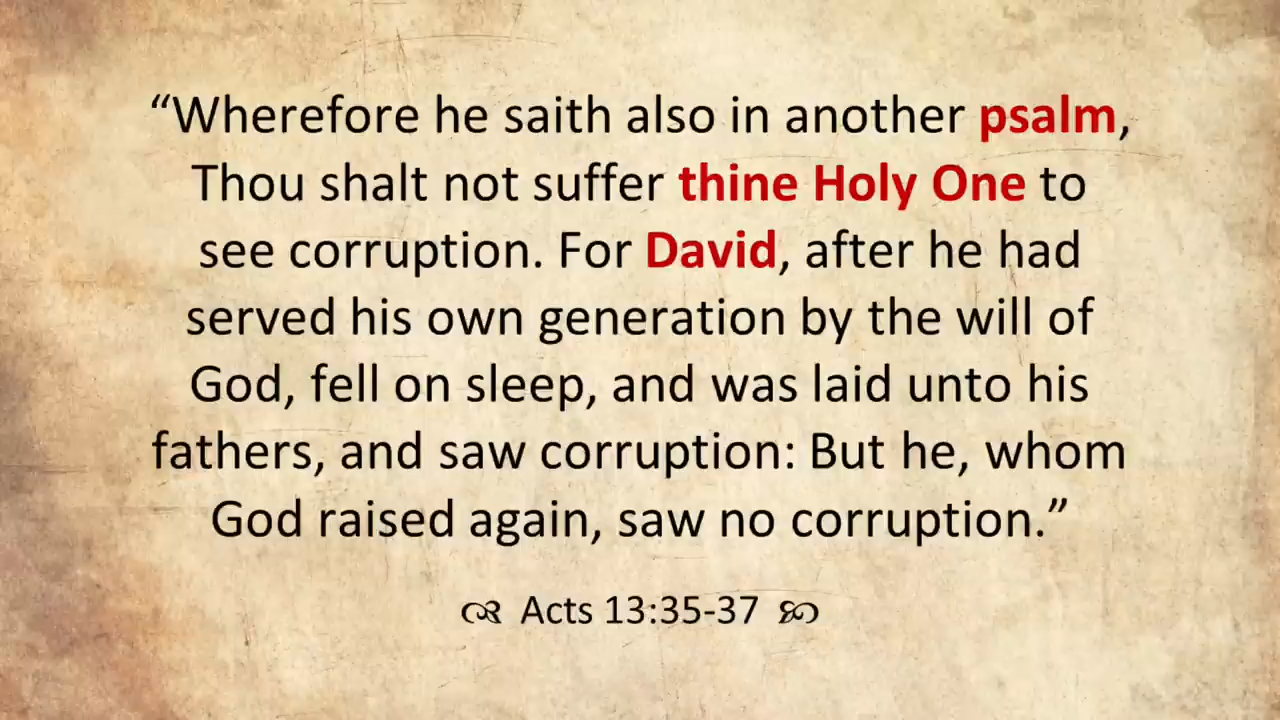 “Wherefore he saith also in another psalm,
Thou shalt not suffer thine Holy One to
see corruption. For David, after he had
served his own generation by the will of
God, fell on sleep, and was laid unto his
fathers, and saw corruption: But he, whom
God raised again, saw no corruption.”
Acts 13:35-37